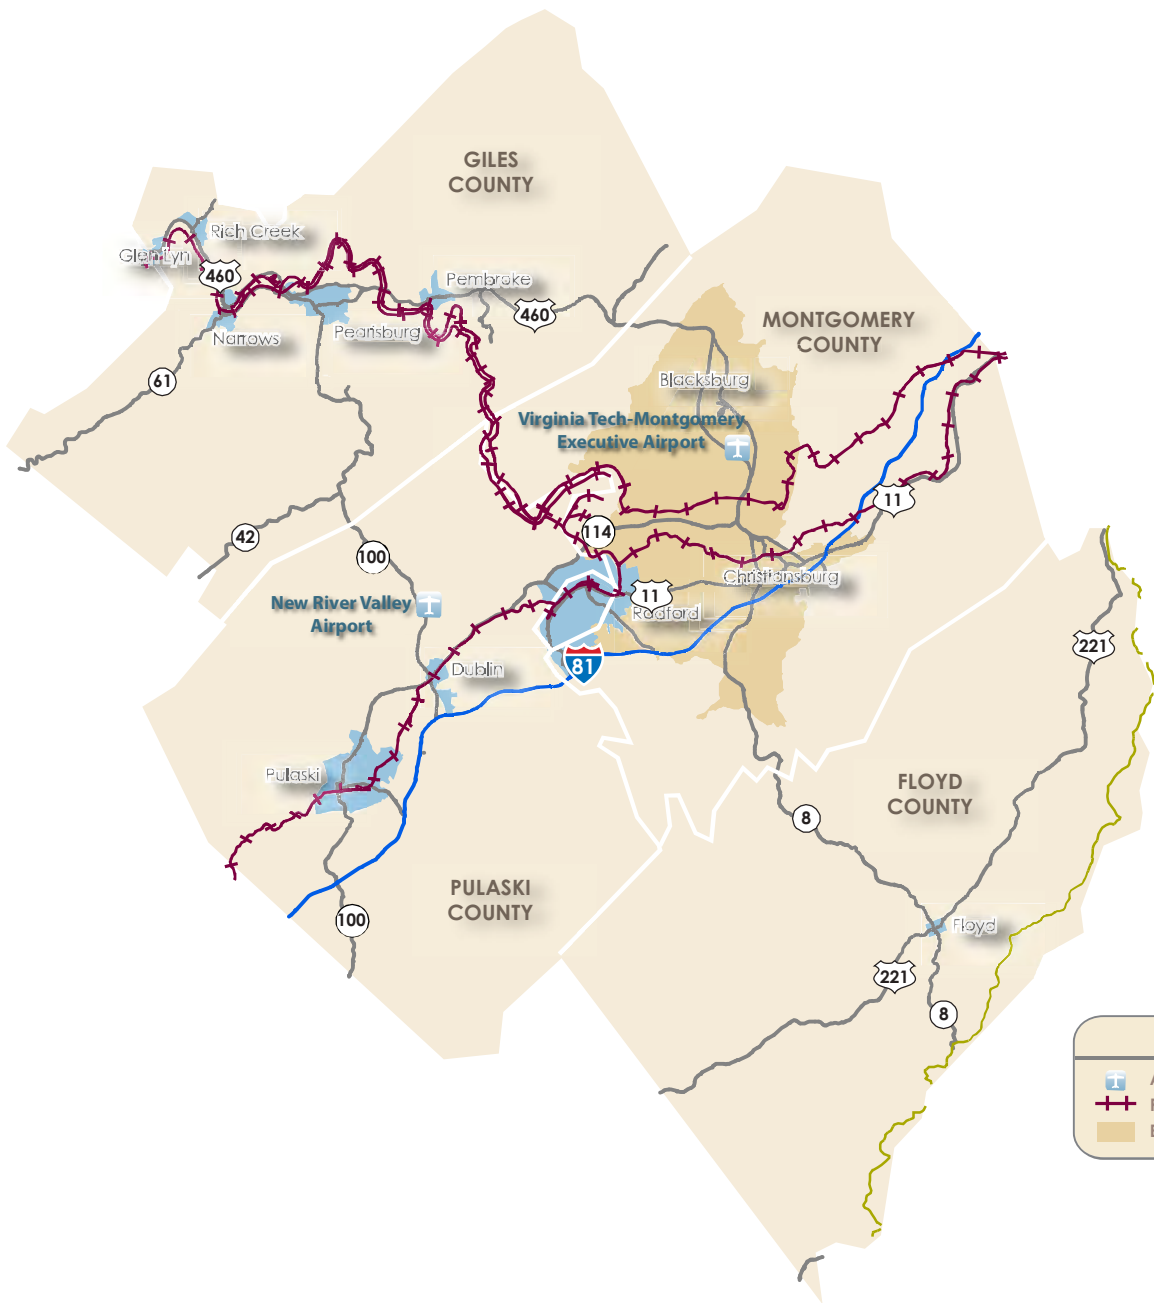 GILES
COUNTY
Rich Creek
Glen Lyn
460
Pembroke
460
MONTGOMERY
COUNTY
Narrows
Pearisburg
61
Blacksburg
Virginia Tech-Montgomery
Executive Airport
11
42
114
100
Christiansburg
New River Valley
Airport
11
Radford
221
81
Dublin
Pulaski
FLOYD
COUNTY
8
PULASKI
COUNTY
100
Floyd
221
8